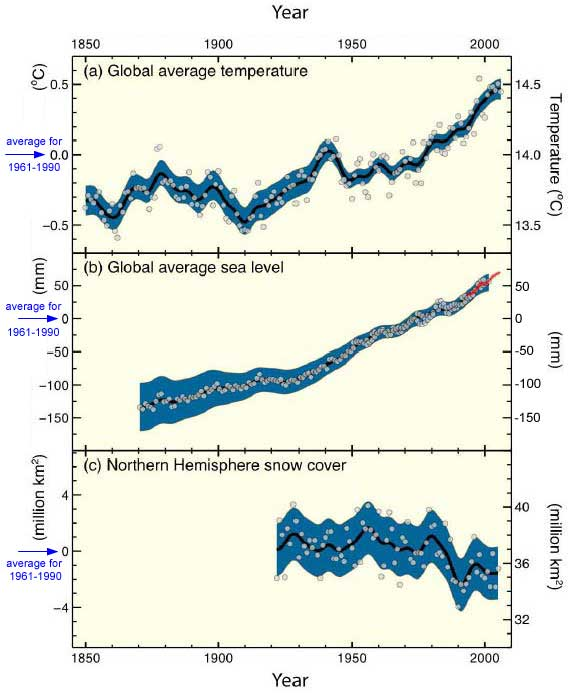 Year
1850 1900 1950 2000
(a) Global average temperature
(°C)
0.5
0.0
−0.5
average for
1961-1990
14.5
14.0
13.5
Temperature (°C)
(b) Global average sea level
(mm)
50
0
−50
−100
−150
average for
1961-1990
50
0
−50
−100
−150
(mm)
(c) Northern Hemisphere snow cover
(million km²)
4
0
−4
average for
1961-1990
40
36
35
32
(million km²)
1850 1900 1950 2000
Year